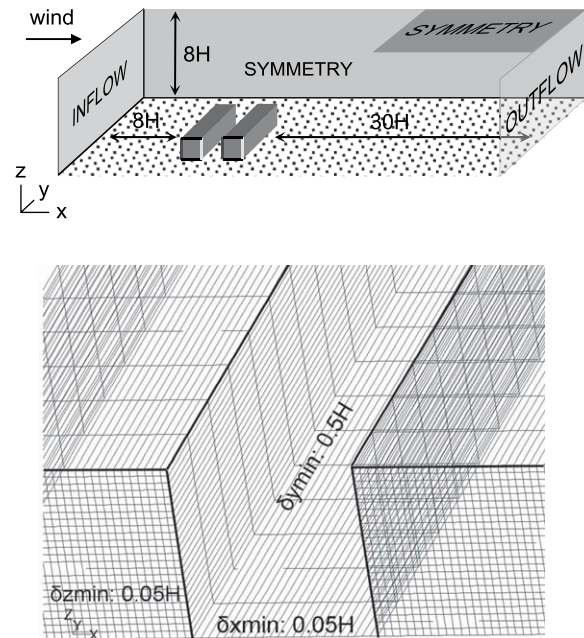 wind
SYMMETRY
8H
SYMMETRY
INFLOW
OUTFLOW
8H
30H
z
y
x
δymin: 0.5H
δzmin: 0.05H
δxmin: 0.05H
Z
Y
X